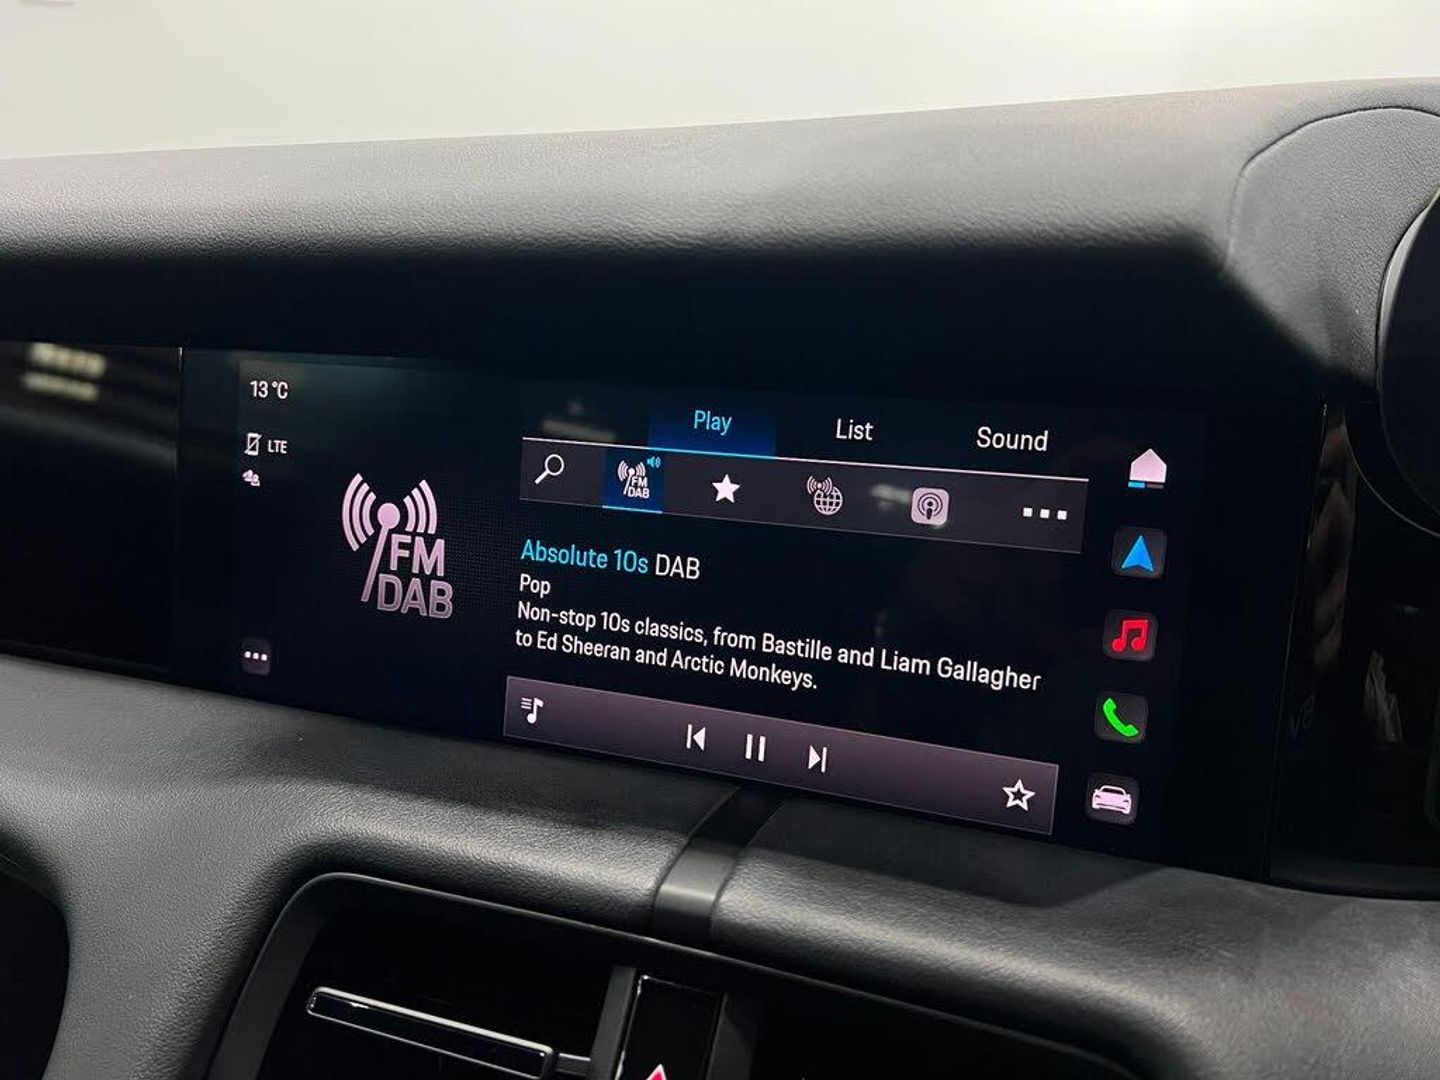 13 °C
LTE
Play
List
Sound
FM
DAB
FM
DAB
Absolute 10s DAB
Pop
Non-stop 10s classics, from Bastille and Liam Gallagher
to Ed Sheeran and Arctic Monkeys.